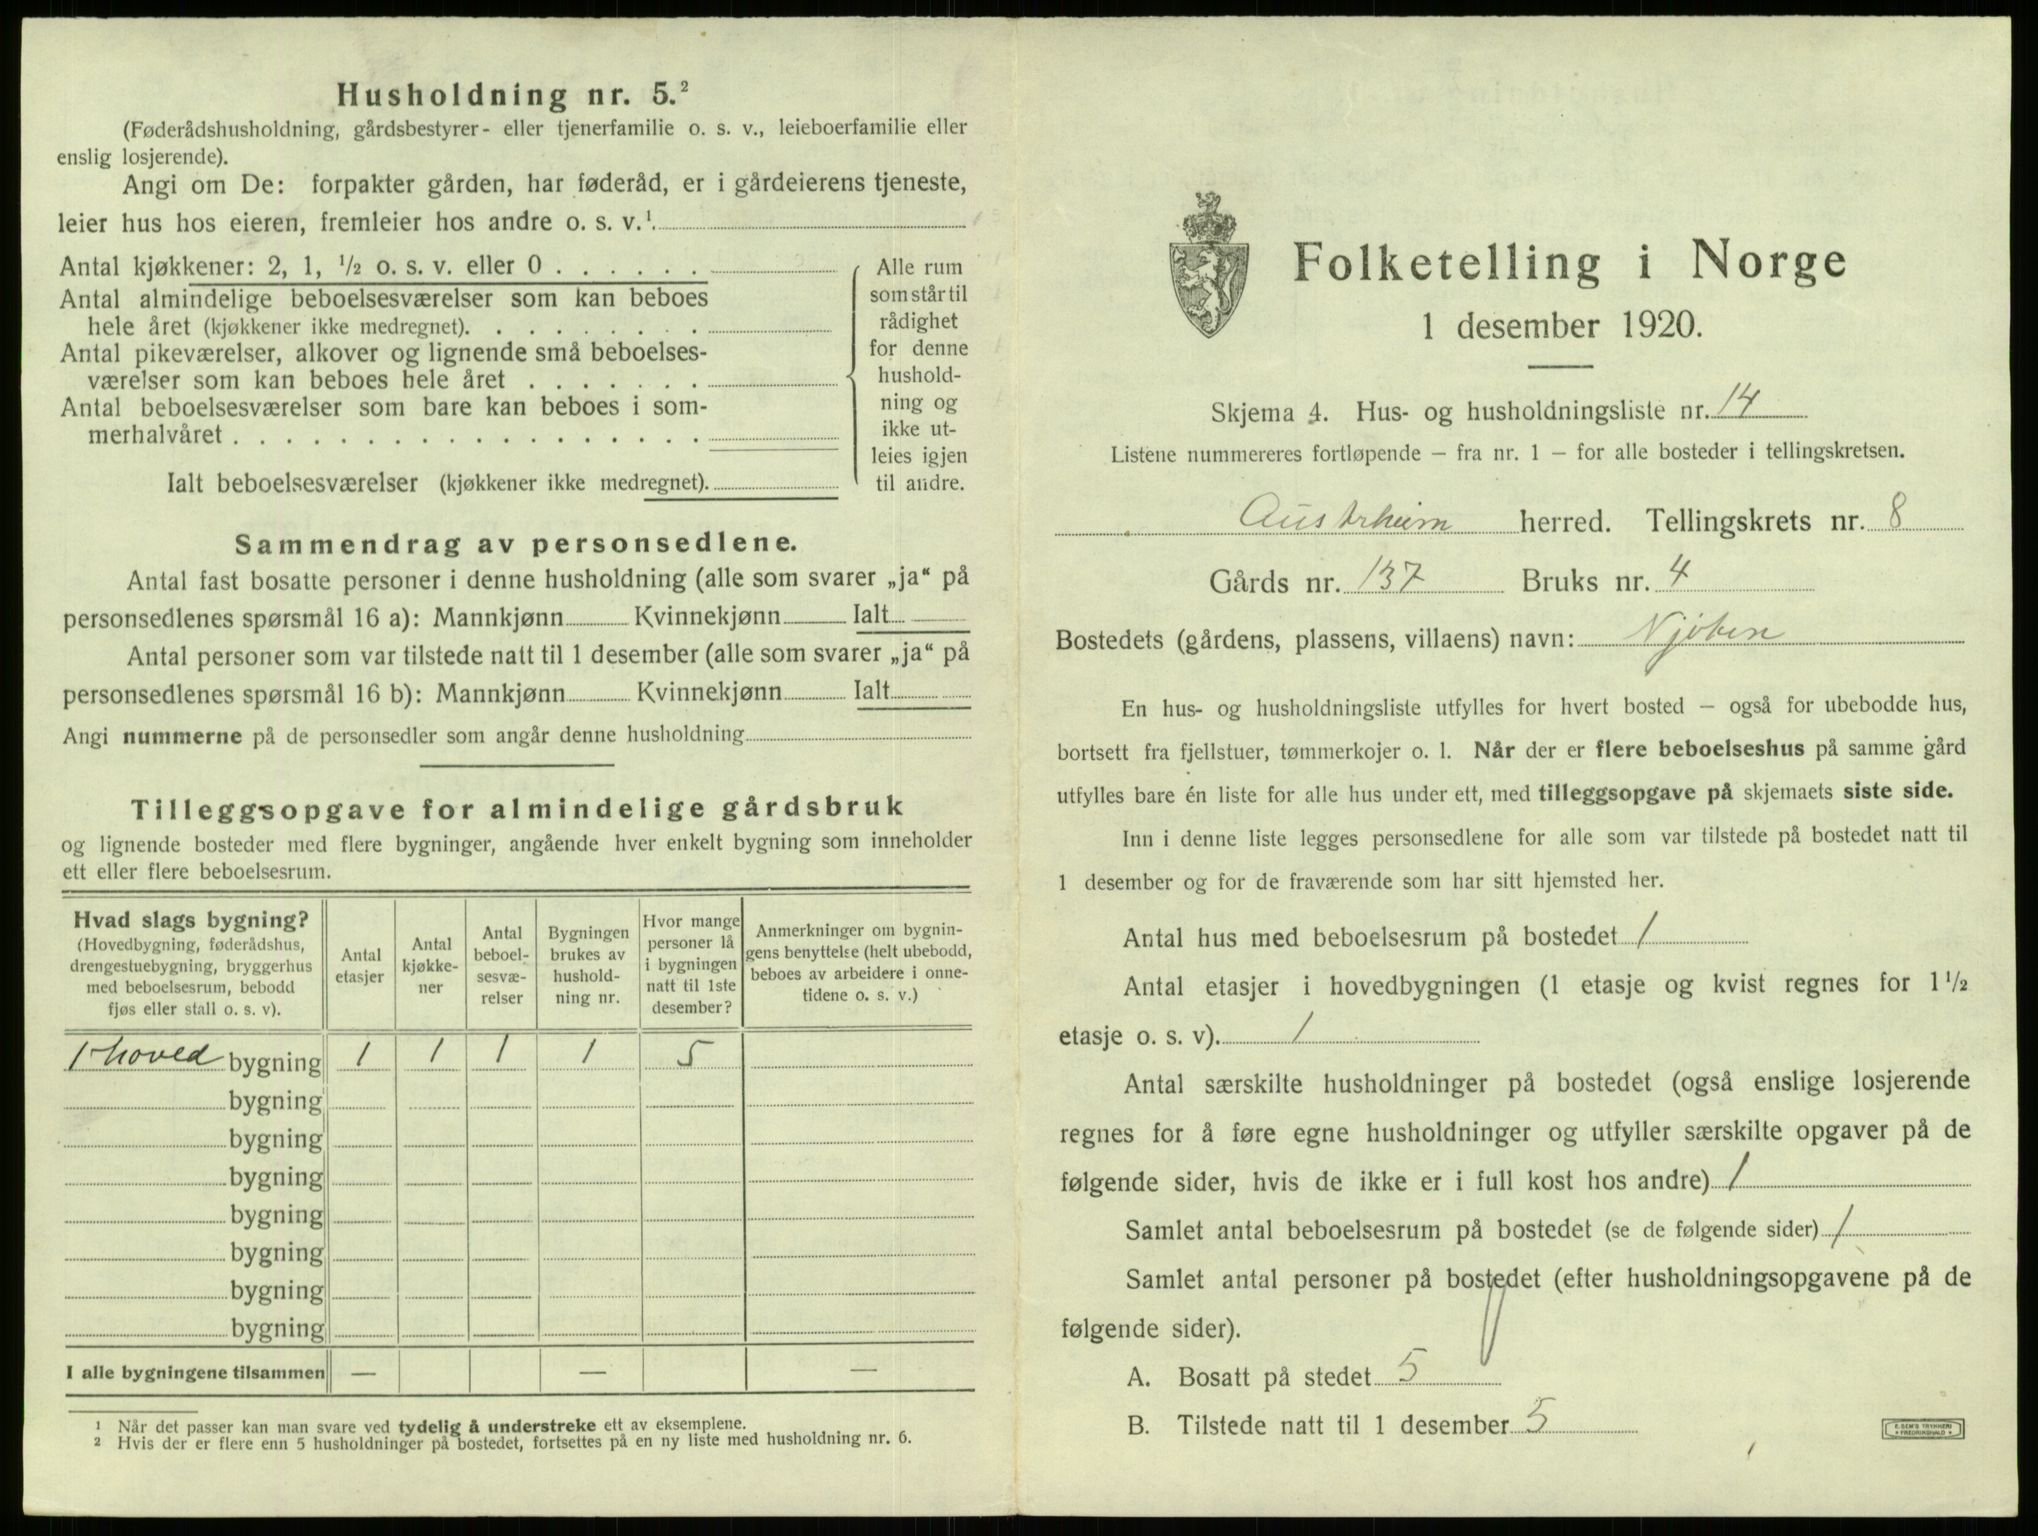 Husholdning nr. 5.²
(Føderådshusholdning, gårdsbestyrer- eller tjenerfamilie o. s. v., leieboerfamilie eller
enslig losjerende).
Angi om De: forpakter gården, har føderåd, er i gårdeierens tjeneste,
leier hus hos eieren, fremleier hos andre o. s. v.¹
Antal kjøkkener: 2, 1, ½ o. s. v. eller 0 . . . . . .
Antal almindelige beboelsesværelser som kan beboes
hele året (kjøkkener ikke medregnet). . . . . . . . .
Antal pikeværelser, alkover og lignende små beboelses-
værelser som kan beboes hele året . . . . . . .
Antal beboelsesværelser som bare kan beboes i som-
merhalvåret . . . . . . . . . . . . . . . . . .
Ialt beboelsesværelser (kjøkkener ikke medregnet).
Alle rum
som står til
rådighet
for denne
hushold-
ning og
ikke ut-
leies igjen
til andre.
Sammendrag av personsedlene.
Antal fast bosatte personer i denne husholdning (alle som svarer „ja“ på
personsedlenes spørsmål 16 a): Mannkjønn Kvinnekjønn Ialt
Antal personer som var tilstede natt til 1 desember (alle som svarer „ja“ på
personsedlenes spørsmål 16 b): Mannkjønn Kvinnekjønn Ialt
Angi nummerne på de personsedler som angår denne husholdning
Tilleggsopgave for almindelige gårdsbruk
og lignende bosteder med flere bygninger, angående hver enkelt bygning som inneholder
ett eller flere beboelsesrum.
Hvad slags bygning?
(Hovedbygning, føderådshus,
drengestuebygning, bryggerhus
med beboelsesrum, bebodd
fjøs eller stall o. s. v).
Antal
etasjer
Antal
kjøkke-
ner
Antal
beboel-
sesvæ-
relser
Bygningen
brukes av
hushold-
ning nr.
Hvor mange
personer lå
i bygningen
natt til 1ste
desember?
Anmerkninger om bygnin-
gens benyttelse (helt ubebodd,
beboes av arbeidere i onne-
tidene o. s. v.)
1 hoved bygning 1 1 1 1 5
bygning
bygning
bygning
bygning
bygning
bygning
bygning
I alle bygningene tilsammen — — —
¹ Når det passer kan man svare ved tydelig å understreke ett av eksemplene.
² Hvis der er flere enn 5 husholdninger på bostedet, fortsettes på en ny liste med husholdning nr. 6.
Folketelling i Norge
1 desember 1920.
Skjema 4. Hus- og husholdningsliste nr. 14
Listene nummereres fortløpende – fra nr. 1 – for alle bosteder i tellingskretsen.
Austrheim herred. Tellingskrets nr. 8
Gårds nr. 137 Bruks nr. 4
Bostedets (gårdens, plassens, villaens) navn:
En hus- og husholdningsliste utfylles for hvert bosted – også for ubebodde hus,
bortsett fra fjellstuer, tømmerkojer o. l. Når der er flere beboelseshus på samme gård
utfylles bare én liste for alle hus under ett, med tilleggsopgave på skjemaets siste side.
Inn i denne liste legges personsedlene for alle som var tilstede på bostedet natt til
1 desember og for de fraværende som har sitt hjemsted her.
Antal hus med beboelsesrum på bostedet 1
Antal etasjer i hovedbygningen (1 etasje og kvist regnes for 1½
etasje o. s. v). 1
Antal særskilte husholdninger på bostedet (også enslige losjerende
regnes for å føre egne husholdninger og utfyller særskilte opgaver på de
følgende sider, hvis de ikke er i full kost hos andre) 1
Samlet antal beboelsesrum på bostedet (se de følgende sider) 1
Samlet antal personer på bostedet (efter husholdningsopgavene på de
følgende sider).
A. Bosatt på stedet 5
B. Tilstede natt til 1 desember 5
E. SEM'S TRYKKERI
• FREDRIKSHALD •